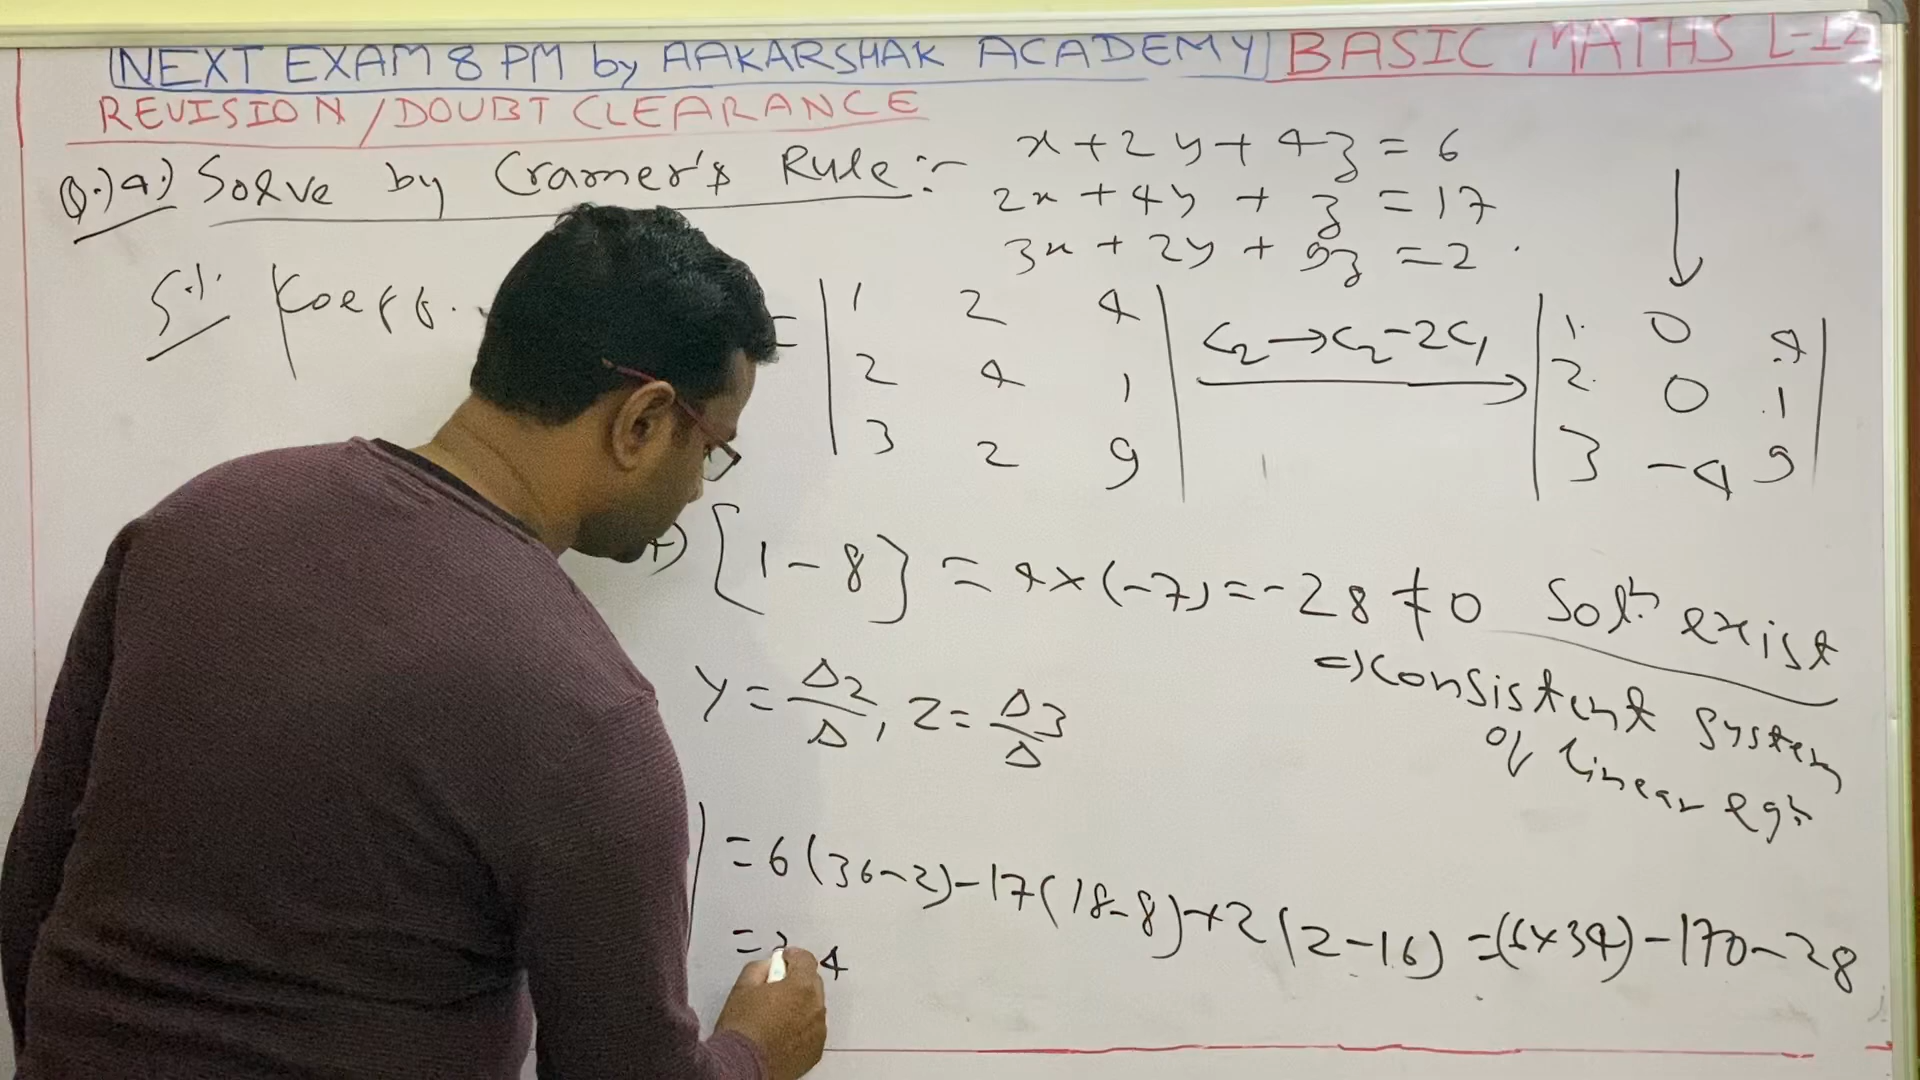 NEXT EXAM 8 PM by AAKARSHAK ACADEMY BASIC MATHS L-12
REVISION/DOUBT CLEARANCE
Q.)4.) Solve by Cramer's Rule:-
x+2y+4z=6
2x+4y+z=17
3x+2y+9z=2
Sol. Coeff. = | 1 2 4 | C2→C2-2C1 | 1 0 4 |
| 2 4 1 | | 2 0 1 |
| 3 2 9 | | 3 -4 9 |
[1-8] = 4×(-7) = -28 ≠ 0 Solⁿ exist
⇒ consistent system
of linear eqⁿ
y = Δ2/Δ, z = Δ3/Δ
| = 6(36-2)-17(18-8)+2(2-16) = (6×34)-170-28
= 4